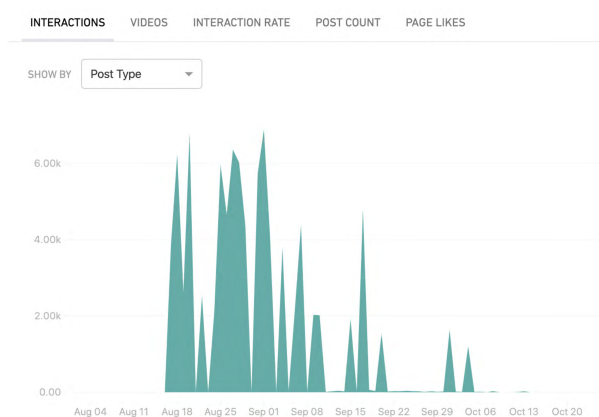 INTERACTIONS VIDEOS INTERACTION RATE POST COUNT PAGE LIKES
SHOW BY Post Type
6.00k
4.00k
2.00k
0.00
Aug 04 Aug 11 Aug 18 Aug 25 Sep 01 Sep 08 Sep 15 Sep 22 Sep 29 Oct 06 Oct 13 Oct 20